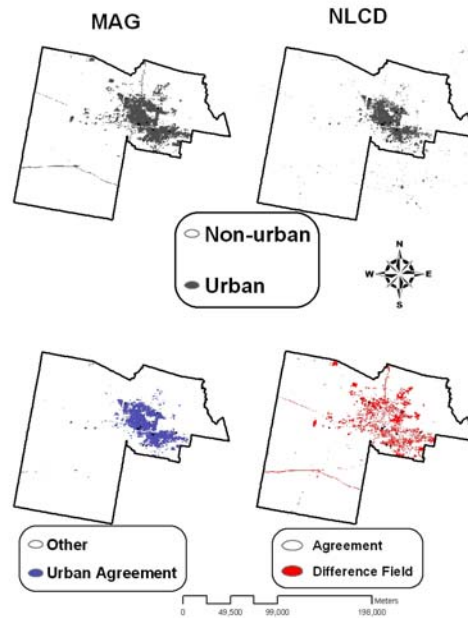 MAG
NLCD
Non-urban
Urban
N
W E
S
Other
Urban Agreement
Agreement
Difference Field
Meters
0 49,500 99,000 198,000